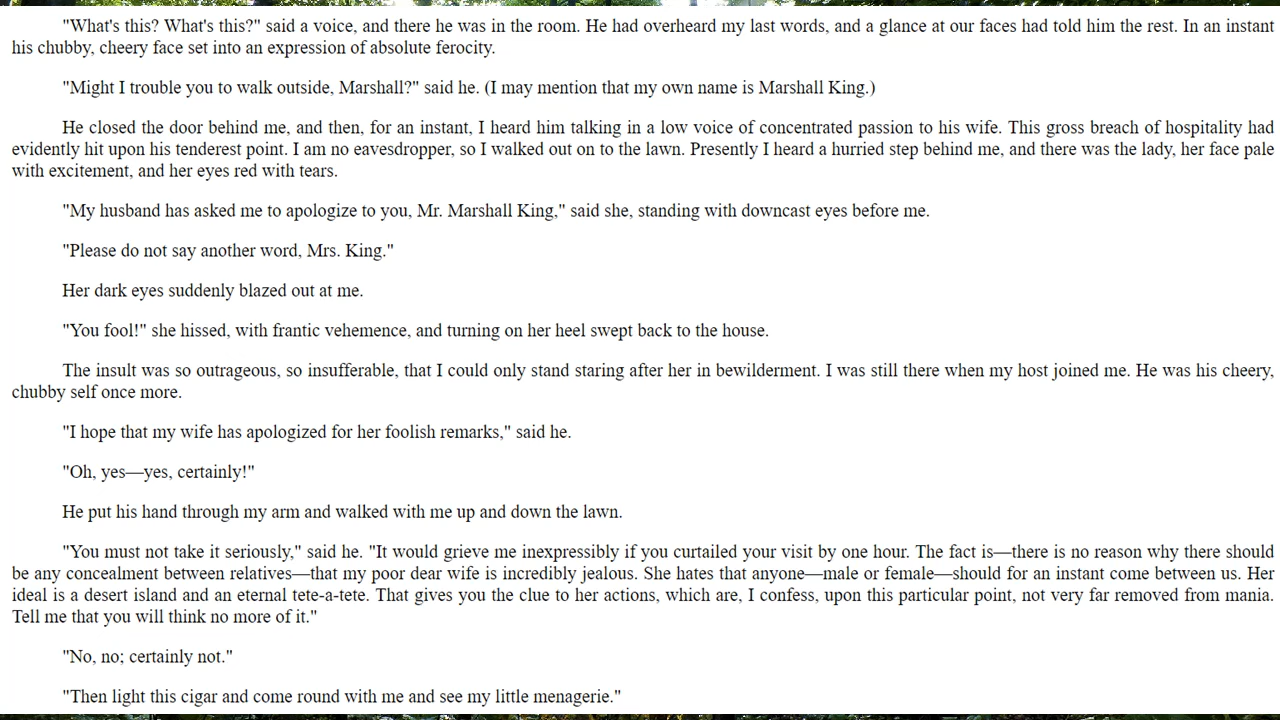 "What's this? What's this?" said a voice, and there he was in the room. He had overheard my last words, and a glance at our faces had told him the rest. In an instant
his chubby, cheery face set into an expression of absolute ferocity.
"Might I trouble you to walk outside, Marshall?" said he. (I may mention that my own name is Marshall King.)
He closed the door behind me, and then, for an instant, I heard him talking in a low voice of concentrated passion to his wife. This gross breach of hospitality had
evidently hit upon his tenderest point. I am no eavesdropper, so I walked out on to the lawn. Presently I heard a hurried step behind me, and there was the lady, her face pale
with excitement, and her eyes red with tears.
"My husband has asked me to apologize to you, Mr. Marshall King," said she, standing with downcast eyes before me.
"Please do not say another word, Mrs. King."
Her dark eyes suddenly blazed out at me.
"You fool!" she hissed, with frantic vehemence, and turning on her heel swept back to the house.
The insult was so outrageous, so insufferable, that I could only stand staring after her in bewilderment. I was still there when my host joined me. He was his cheery,
chubby self once more.
"I hope that my wife has apologized for her foolish remarks," said he.
"Oh, yes—yes, certainly!"
He put his hand through my arm and walked with me up and down the lawn.
"You must not take it seriously," said he. "It would grieve me inexpressibly if you curtailed your visit by one hour. The fact is—there is no reason why there should
be any concealment between relatives—that my poor dear wife is incredibly jealous. She hates that anyone—male or female—should for an instant come between us. Her
ideal is a desert island and an eternal tete-a-tete. That gives you the clue to her actions, which are, I confess, upon this particular point, not very far removed from mania.
Tell me that you will think no more of it."
"No, no; certainly not."
"Then light this cigar and come round with me and see my little menagerie."